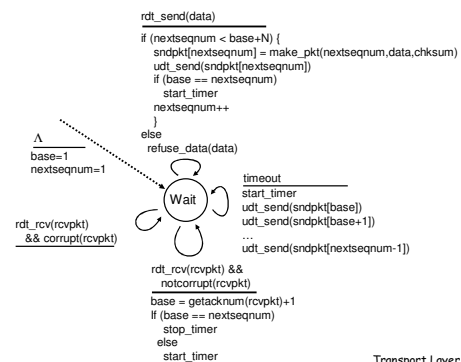 rdt_send(data)
if (nextseqnum < base+N) {
sndpkt[nextseqnum] = make_pkt(nextseqnum,data,chksum)
udt_send(sndpkt[nextseqnum])
if (base == nextseqnum)
start_timer
nextseqnum++
}
else
refuse_data(data)
Λ
base=1
nextseqnum=1
Wait
timeout
start_timer
udt_send(sndpkt[base])
udt_send(sndpkt[base+1])
…
udt_send(sndpkt[nextseqnum-1])
rdt_rcv(rcvpkt)
&& corrupt(rcvpkt)
rdt_rcv(rcvpkt) &&
notcorrupt(rcvpkt)
base = getacknum(rcvpkt)+1
If (base == nextseqnum)
stop_timer
else
start_timer
Transport Layer